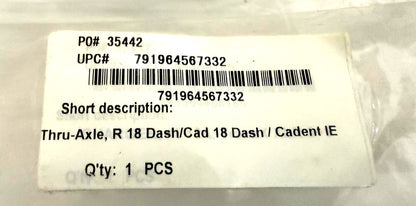 PO# 35442
UPC# 791964567332
791964567332
Short description:
Thru-Axle, R 18 Dash/Cad 18 Dash / Cadent IE
Q'ty: 1 PCS